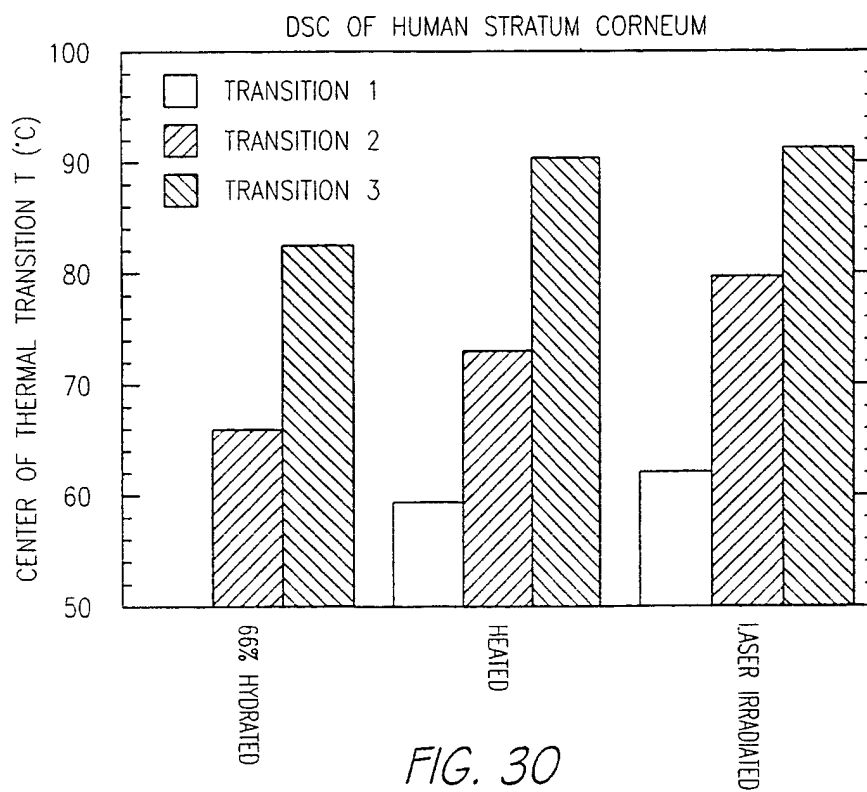 DSC OF HUMAN STRATUM CORNEUM
CENTER OF THERMAL TRANSITION T (°C)
100
90
80
70
60
50
TRANSITION 1
TRANSITION 2
TRANSITION 3
66% HYDRATED
HEATED
LASER IRRADIATED
FIG. 30